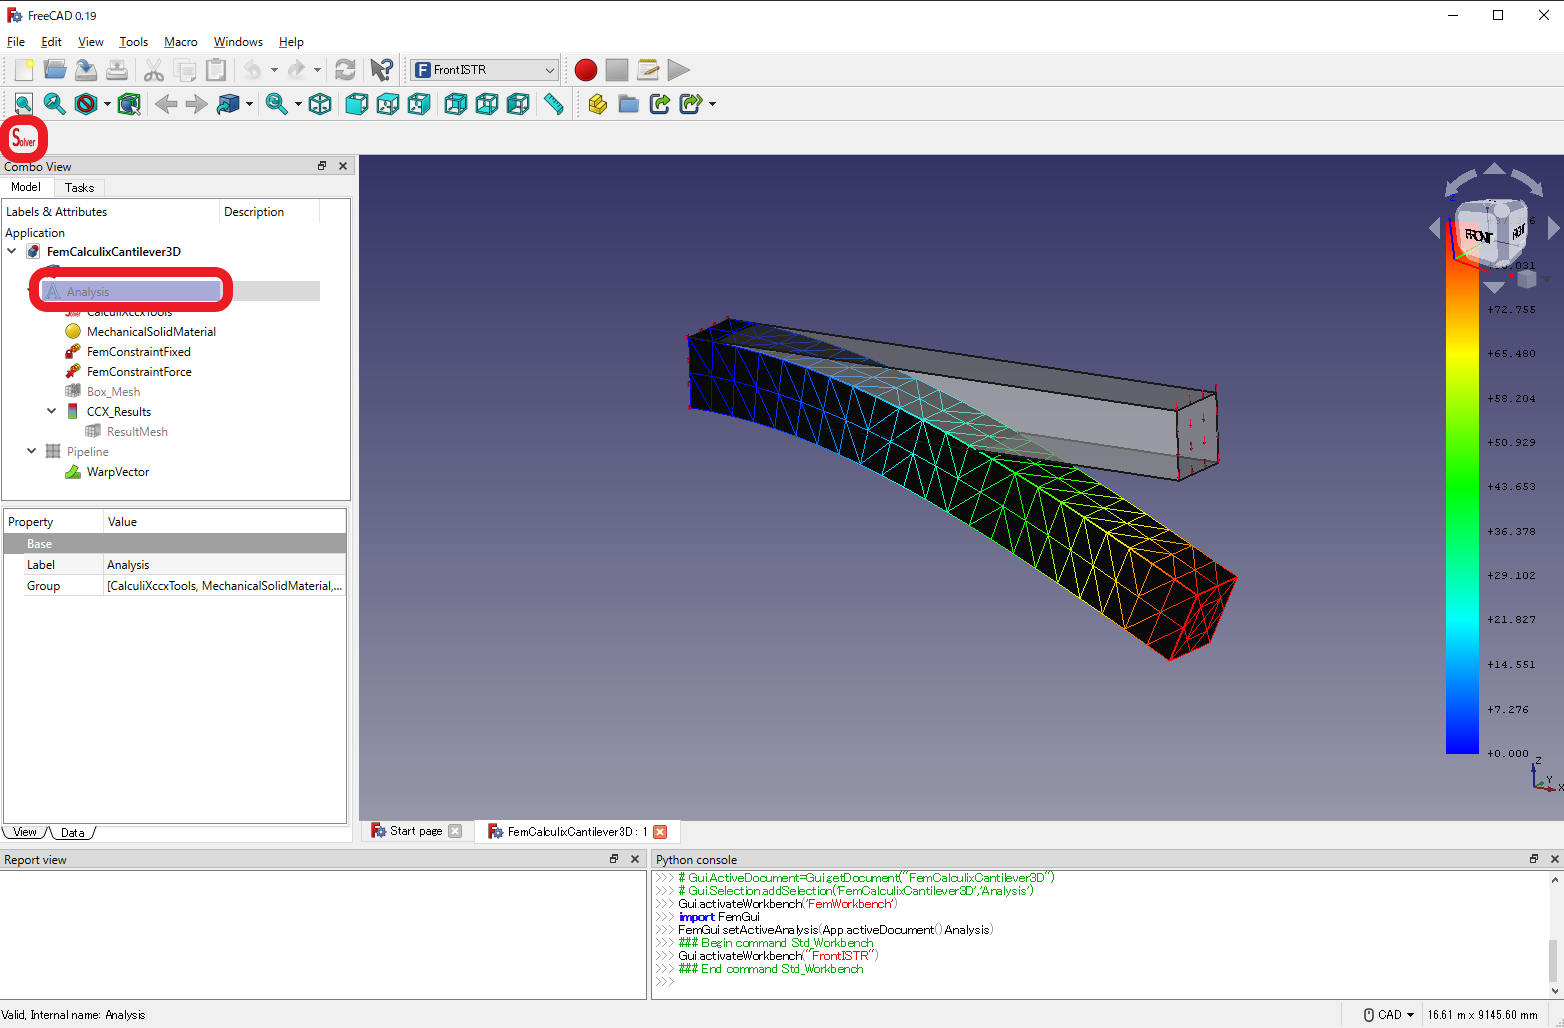 FreeCAD 0.19
File Edit View Tools Macro Windows Help
FrontISTR
Solver
Combo View
Model Tasks
Labels & Attributes Description
Application
FemCalculixCantilever3D
Analysis
CalculiXccxTools
MechanicalSolidMaterial
FemConstraintFixed
FemConstraintForce
Box_Mesh
CCX_Results
ResultMesh
Pipeline
WarpVector
Property Value
Base
Label Analysis
Group [CalculiXccxTools, MechanicalSolidMaterial,...
View Data
FRONT
RIGHT
Z
+72.755
+65.480
+58.204
+50.929
+43.653
+36.378
+29.102
+21.827
+14.551
+7.276
+0.000
Z
Y
X
Start page FemCalculixCantilever3D : 1
Report view
Python console
>>> # Gui.ActiveDocument=Gui.getDocument("FemCalculixCantilever3D")
>>> # Gui.Selection.addSelection('FemCalculixCantilever3D','Analysis')
>>> Gui.activateWorkbench('FemWorkbench')
>>> import FemGui
>>> FemGui.setActiveAnalysis(App.activeDocument().Analysis)
>>> ### Begin command Std_Workbench
>>> Gui.activateWorkbench("FrontISTR")
>>> ### End command Std_Workbench
>>>
Valid, Internal name: Analysis
CAD 16.61 m x 9145.60 mm